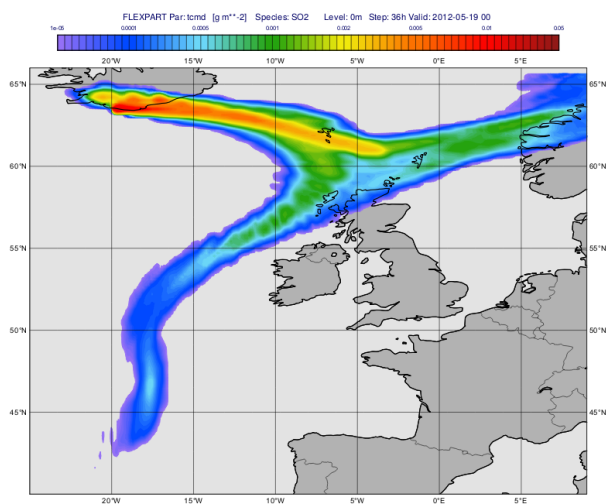 FLEXPART Par: tcmd [g m**-2] Species: SO2 Level: 0m Step: 36h Valid: 2012-05-19 00
1e-05 0.0001 0.001 0.002 0.005 0.01 0.05
20°W 15°W 10°W 5°W 0°E 5°E
65°N 65°N
60°N 60°N
55°N 55°N
50°N 50°N
45°N 45°N
20°W 15°W 10°W 5°W 0°E 5°E